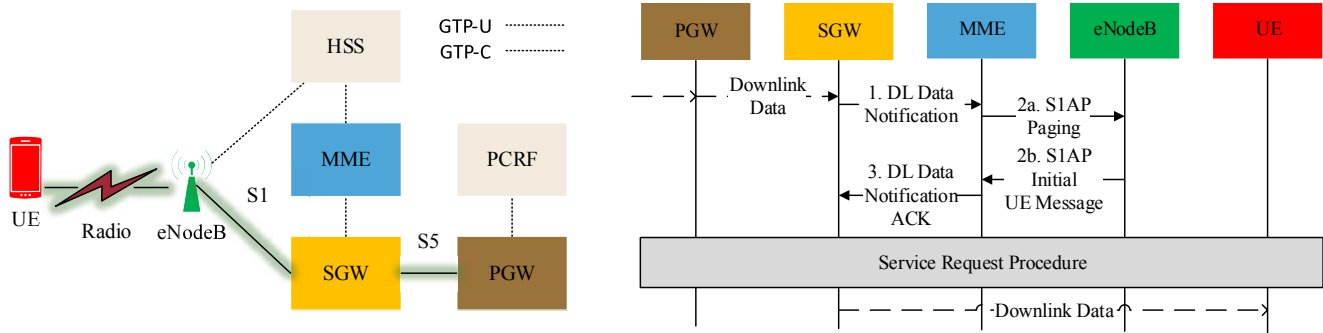 GTP-U
GTP-C
HSS
MME
PCRF
UE
Radio
eNodeB
S1
SGW
S5
PGW
PGW
SGW
MME
eNodeB
UE
Downlink
Data
1. DL Data
Notification
2a. S1AP
Paging
2b. S1AP
Initial
UE Message
3. DL Data
Notification
ACK
Service Request Procedure
Downlink Data